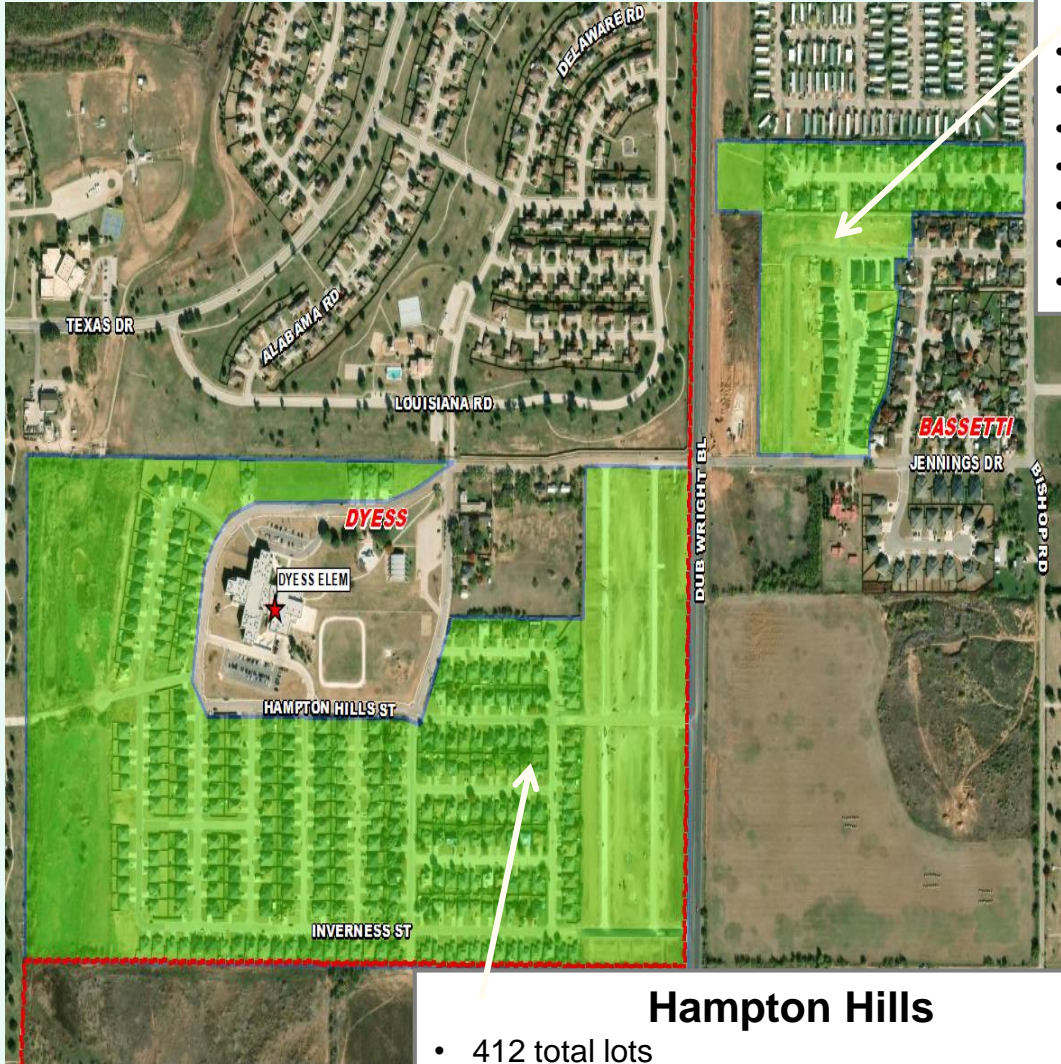 DELAWARE RD
TEXAS DR
ALABAMA RD
LOUISIANA RD
BASSETTI
JENNINGS DR
BISHOP RD
DUB WRIGHT BL
DYESS
DYESS ELEM
HAMPTON HILLS ST
INVERNESS ST
Hampton Hills
• 412 total lots